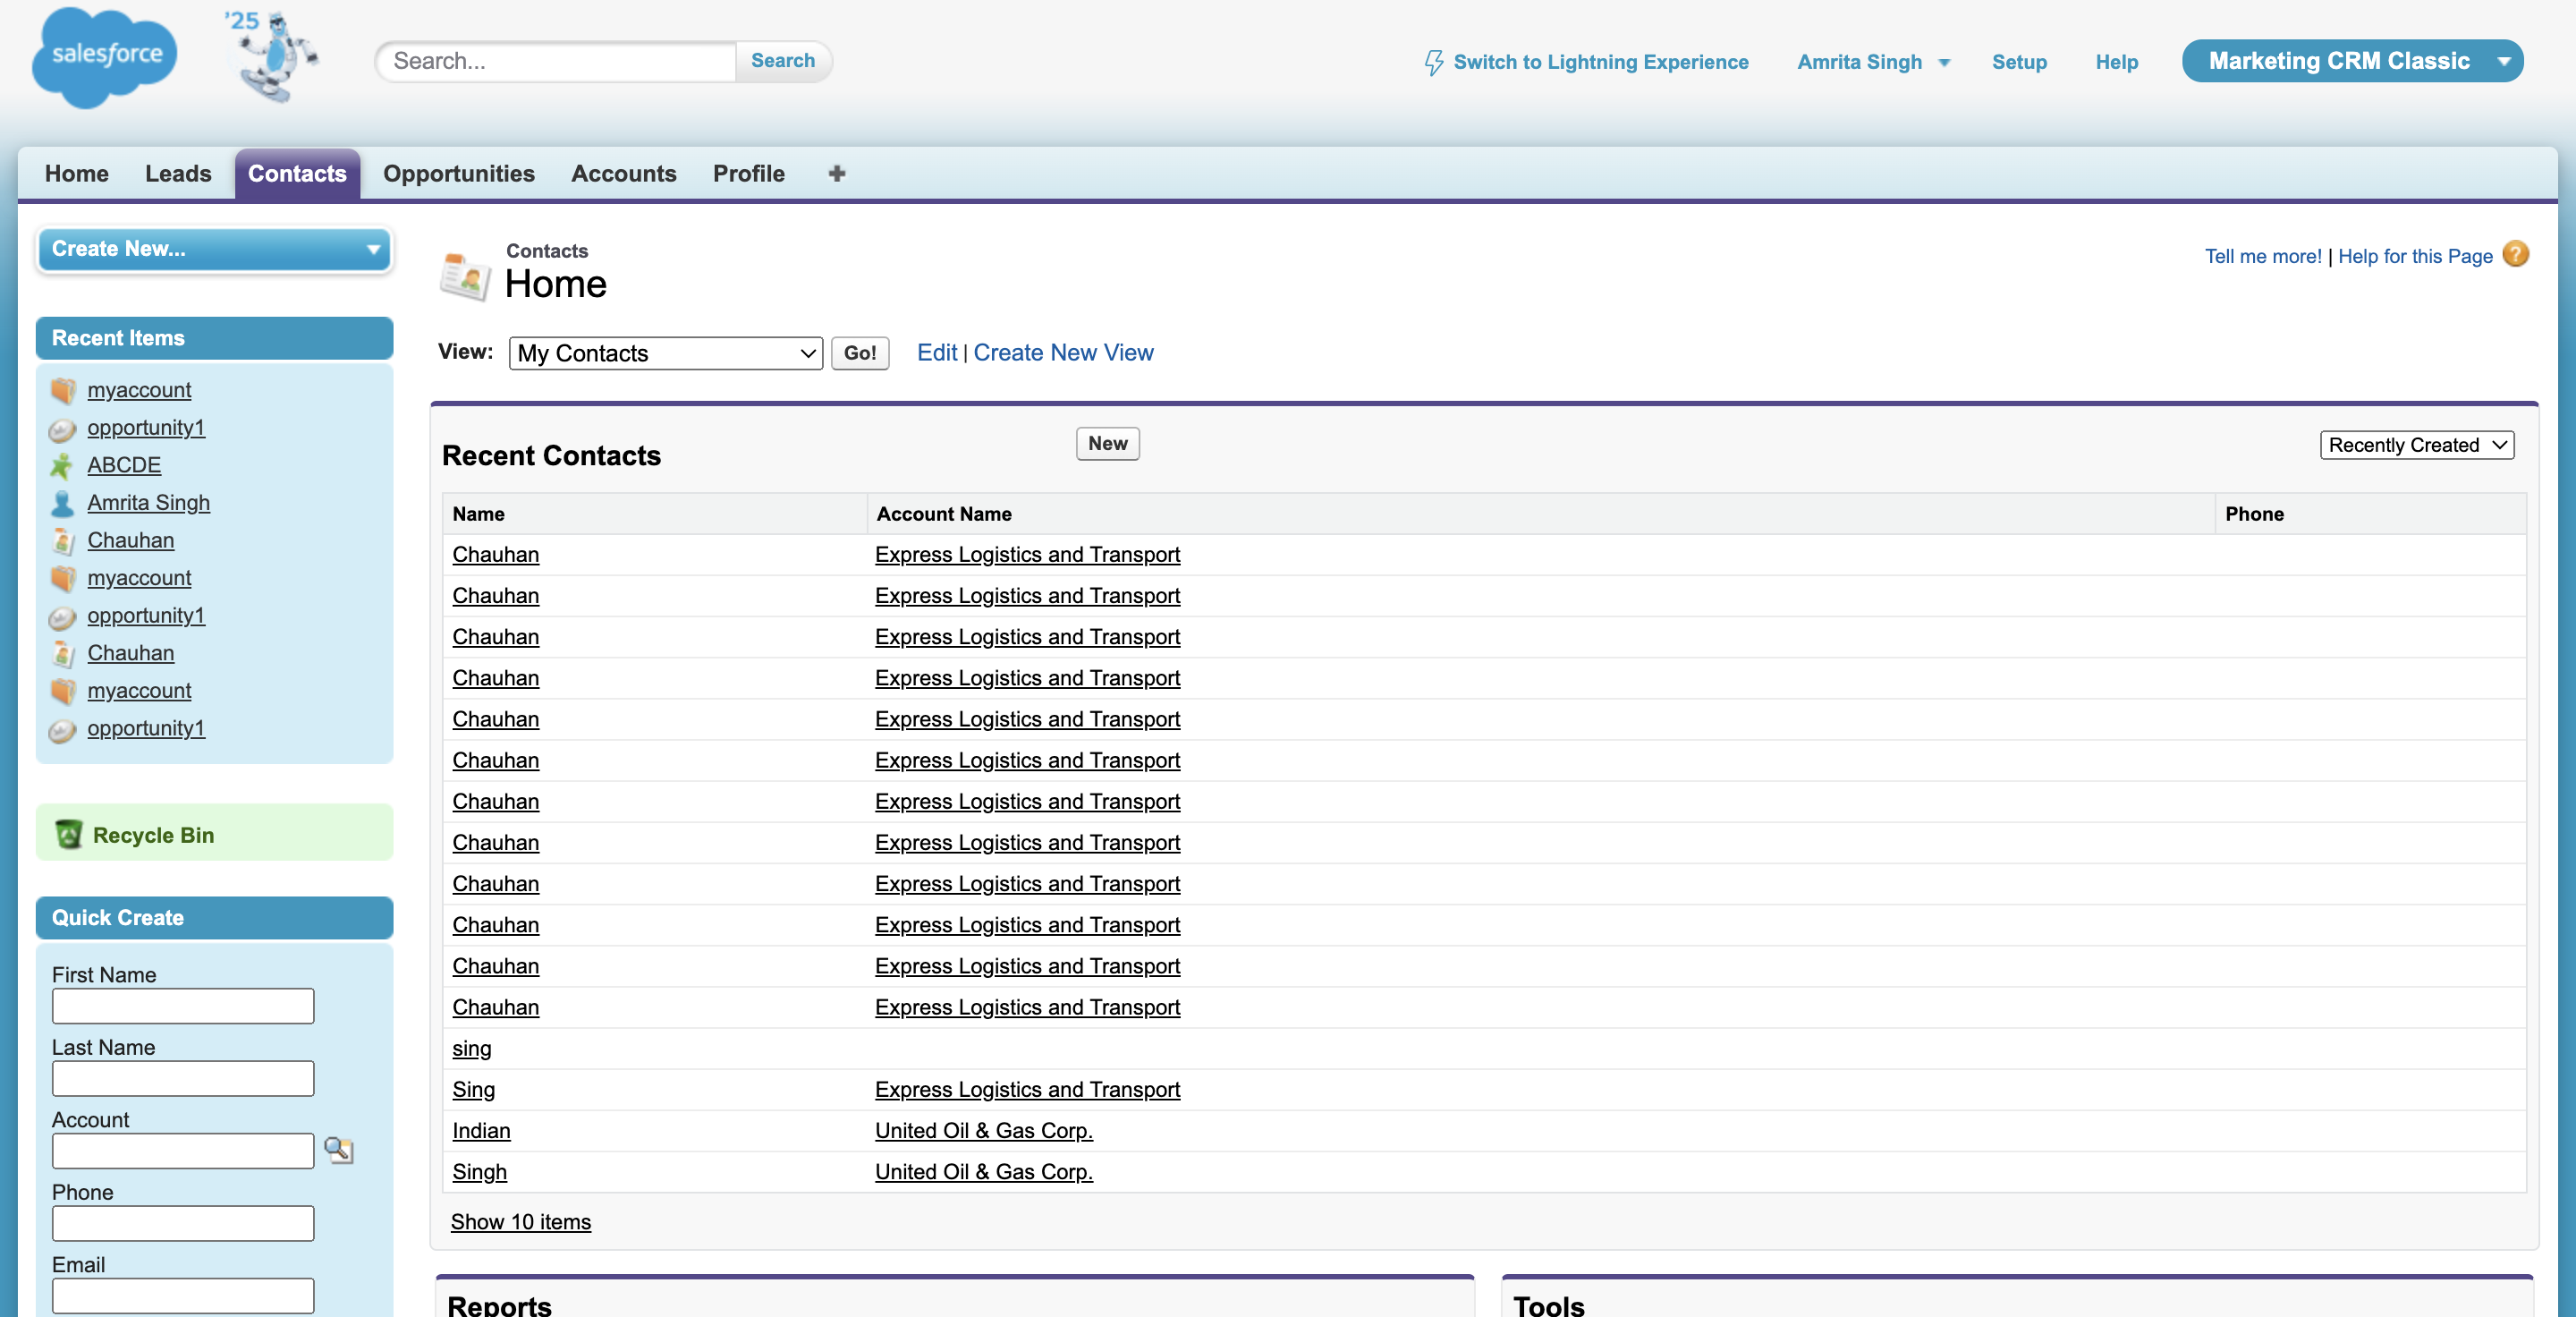 salesforce
'25
Search...
Search
Switch to Lightning Experience
Amrita Singh
Setup
Help
Marketing CRM Classic
Home
Leads
Contacts
Opportunities
Accounts
Profile
+
Create New...
Recent Items
myaccount
opportunity1
ABCDE
Amrita Singh
Chauhan
myaccount
opportunity1
Chauhan
myaccount
opportunity1
Recycle Bin
Quick Create
First Name
Last Name
Account
Phone
Email
Contacts
Home
Tell me more! | Help for this Page ?
View: My Contacts Go! Edit | Create New View
Recent Contacts New Recently Created
Name Account Name Phone
Chauhan Express Logistics and Transport
Chauhan Express Logistics and Transport
Chauhan Express Logistics and Transport
Chauhan Express Logistics and Transport
Chauhan Express Logistics and Transport
Chauhan Express Logistics and Transport
Chauhan Express Logistics and Transport
Chauhan Express Logistics and Transport
Chauhan Express Logistics and Transport
Chauhan Express Logistics and Transport
Chauhan Express Logistics and Transport
Chauhan Express Logistics and Transport
sing
Sing Express Logistics and Transport
Indian United Oil & Gas Corp.
Singh United Oil & Gas Corp.
Show 10 items
Reports
Tools